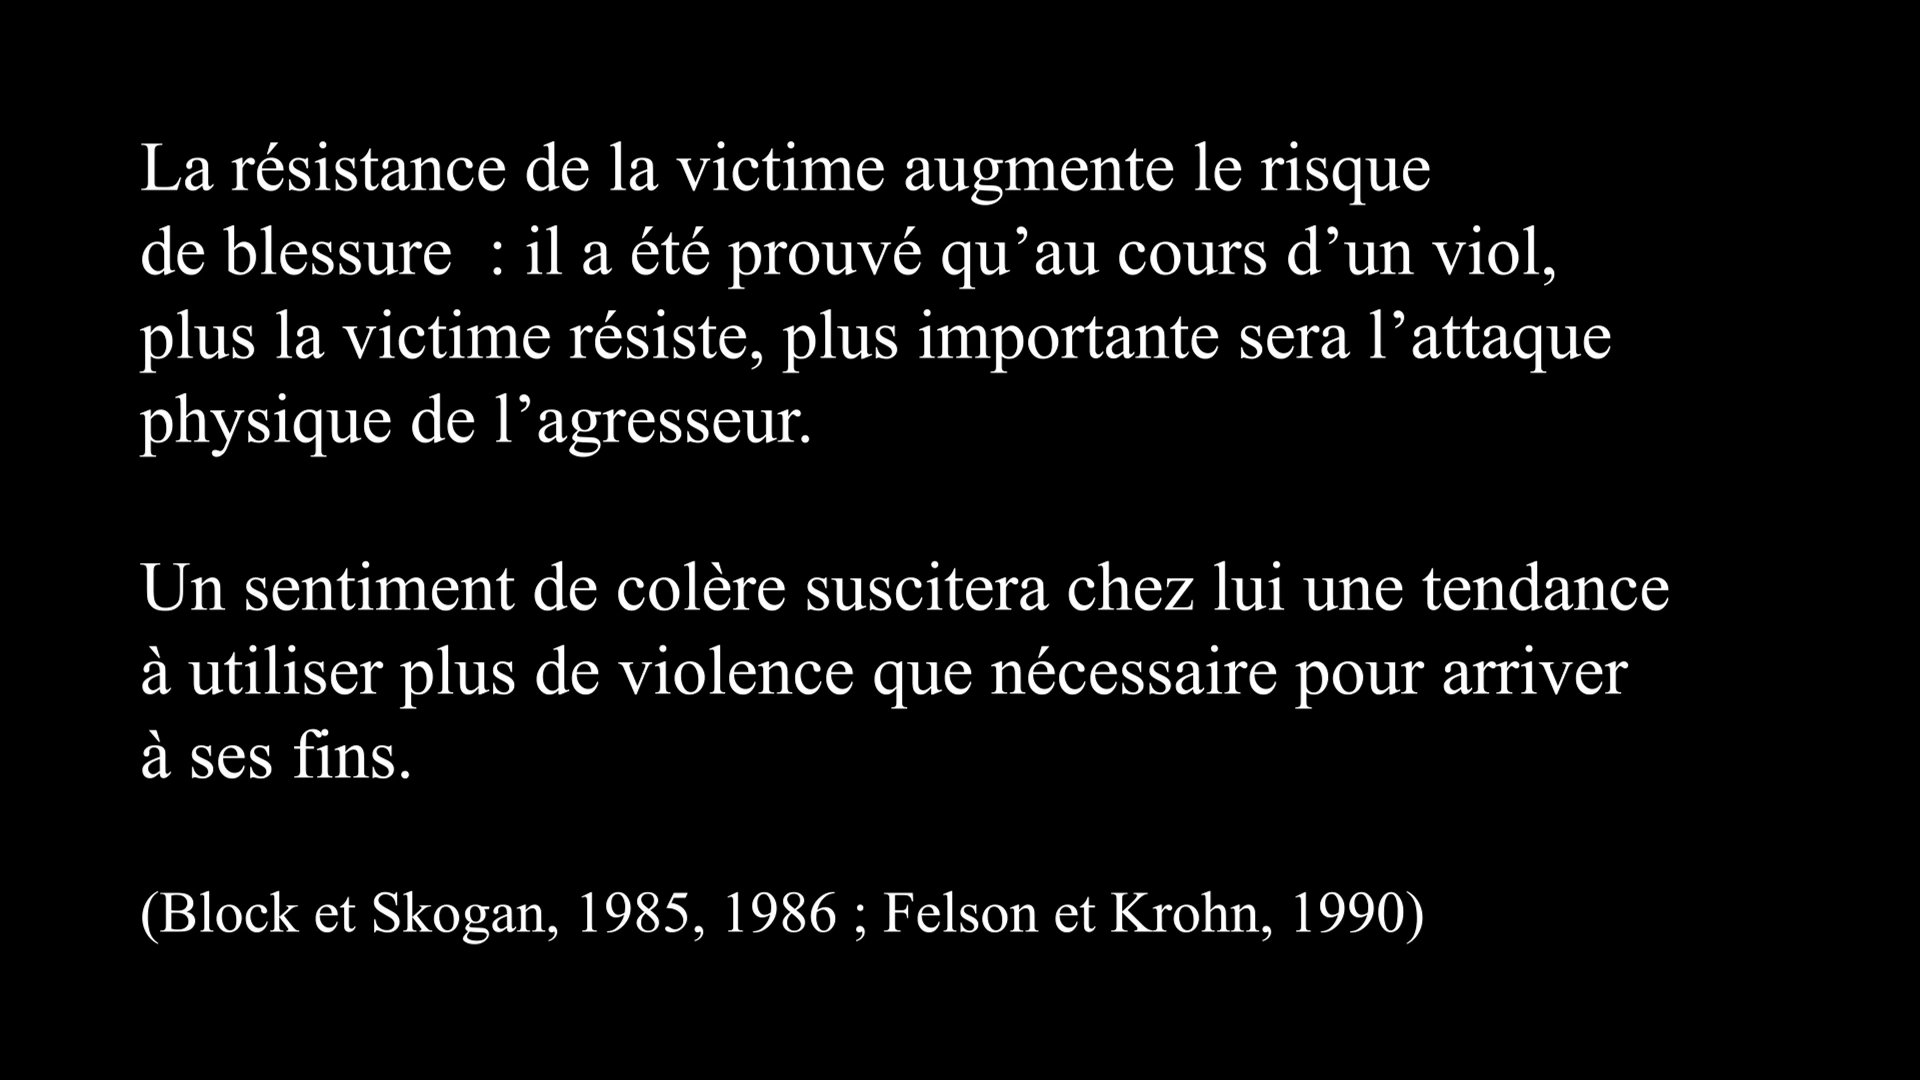 La résistance de la victime augmente le risque
de blessure  : il a été prouvé qu’au cours d’un viol,
plus la victime résiste, plus importante sera l’attaque
physique de l’agresseur.
Un sentiment de colère suscitera chez lui une tendance
à utiliser plus de violence que nécessaire pour arriver
à ses fins.
(Block et Skogan, 1985, 1986 ; Felson et Krohn, 1990)